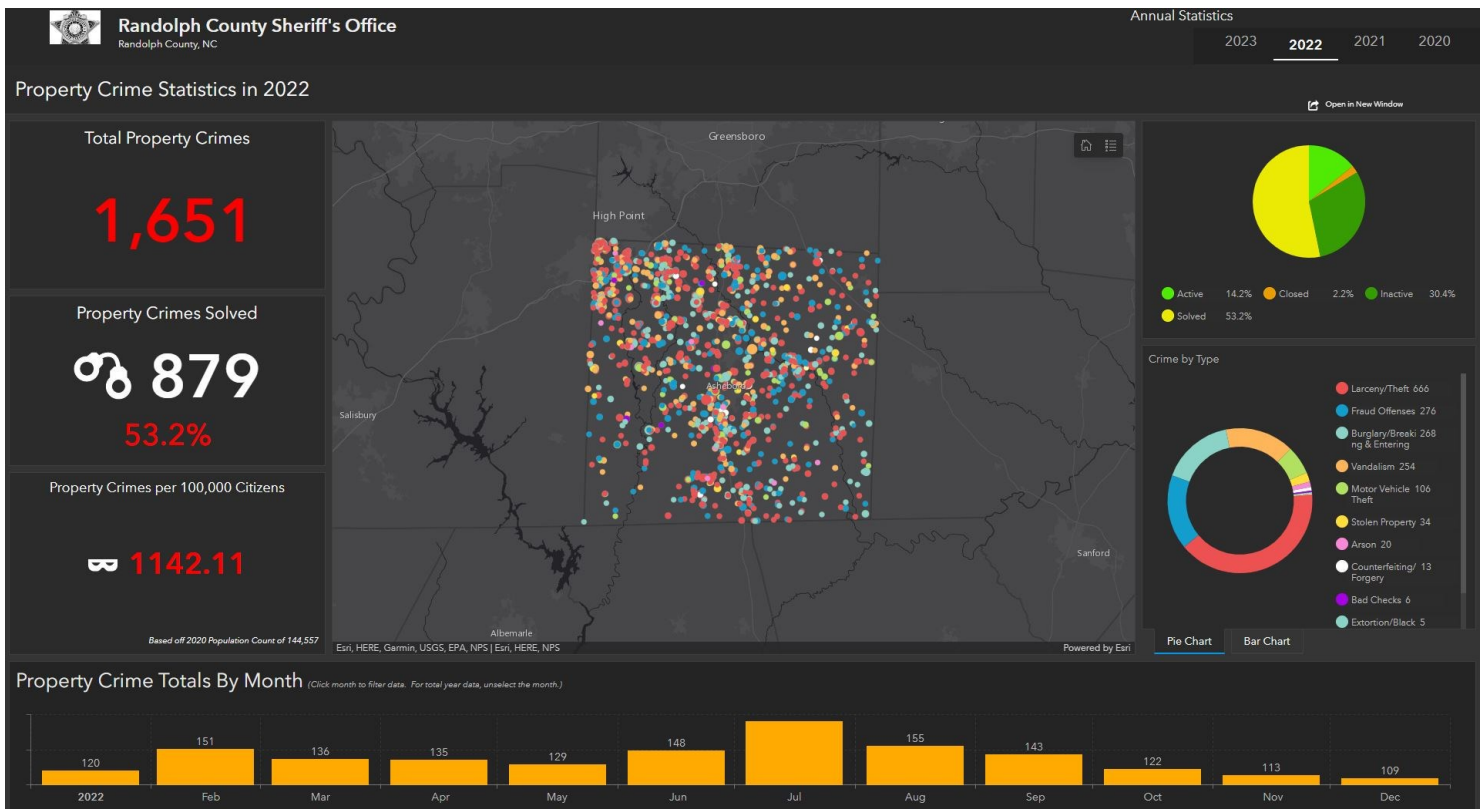 Randolph County Sheriff's Office
Randolph County, NC
Annual Statistics
2023 2022 2021 2020
Property Crime Statistics in 2022
Open in New Window
Total Property Crimes
1,651
Property Crimes Solved
879
53.2%
Property Crimes per 100,000 Citizens
1142.11
Based off 2020 Population Count of 144,557
Greensboro
High Point
Asheboro
Salisbury
Sanford
Albemarle
Esri, HERE, Garmin, USGS, EPA, NPS | Esri, HERE, NPS
Powered by Esri
Active 14.2% Closed 2.2% Inactive 30.4%
Solved 53.2%
Crime by Type
Larceny/Theft 666
Fraud Offenses 276
Burglary/Breaki 268
ng & Entering
Vandalism 254
Motor Vehicle 106
Theft
Stolen Property 34
Arson 20
Counterfeiting/ 13
Forgery
Bad Checks 6
Extortion/Black 5
Pie Chart Bar Chart
Property Crime Totals By Month (Click month to filter data. For total year data, unselect the month.)
120 151 136 135 129 148 155 143 122 113 109
2022 Feb Mar Apr May Jun Jul Aug Sep Oct Nov Dec